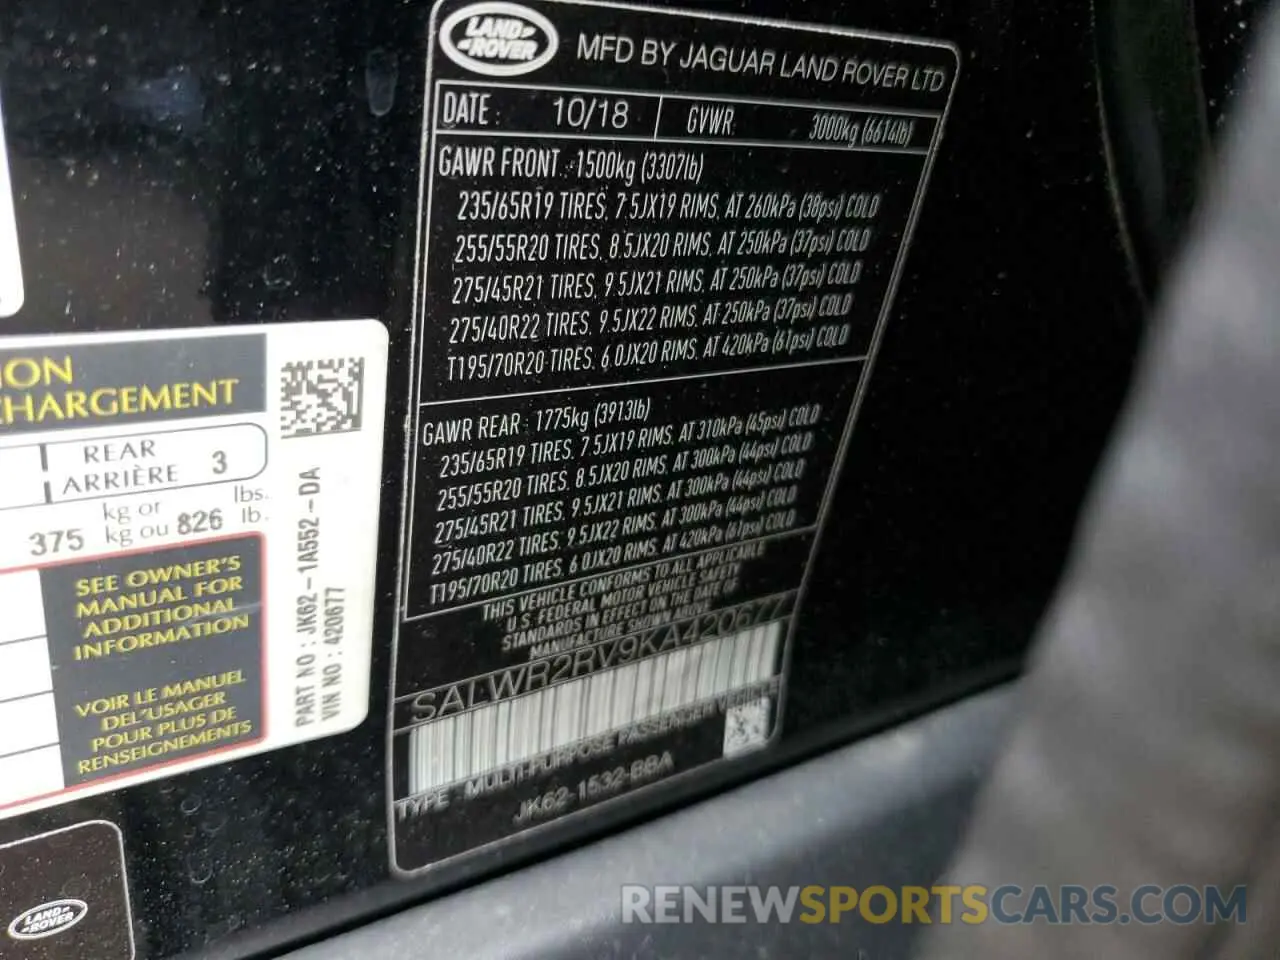 LAND ROVER
MFD BY JAGUAR LAND ROVER LTD
DATE : 10/18 GVWR 3000kg (6614lb)
GAWR FRONT : 1500kg (3307lb)
235/65R19 TIRES, 7.5JX19 RIMS, AT 260kPa (38psi) COLD
255/55R20 TIRES, 8.5JX20 RIMS, AT 250kPa (37psi) COLD
275/45R21 TIRES, 9.5JX21 RIMS, AT 250kPa (37psi) COLD
275/40R22 TIRES, 9.5JX22 RIMS, AT 250kPa (37psi) COLD
T195/70R20 TIRES, 6.0JX20 RIMS, AT 420kPa (61psi) COLD
GAWR REAR : 1775kg (3913lb)
235/65R19 TIRES, 7.5JX19 RIMS, AT 310kPa (45psi) COLD
255/55R20 TIRES, 8.5JX20 RIMS, AT 300kPa (44psi) COLD
275/45R21 TIRES, 9.5JX21 RIMS, AT 300kPa (44psi) COLD
275/40R22 TIRES, 9.5JX22 RIMS, AT 300kPa (44psi) COLD
T195/70R20 TIRES, 6.0JX20 RIMS, AT 420kPa (61psi) COLD
THIS VEHICLE CONFORMS TO ALL APPLICABLE
U.S. FEDERAL MOTOR VEHICLE SAFETY
STANDARDS IN EFFECT ON THE DATE OF
MANUFACTURE SHOWN ABOVE
SALWR2RV9KA420677
TYPE : MULTI-PURPOSE PASSENGER VEHICLE
JK62-1532-BBA
ION
CHARGEMENT
REAR
ARRIÈRE 3
375 kg or
kg ou 826 lbs.
lb.
SEE OWNER'S
MANUAL FOR
ADDITIONAL
INFORMATION
VOIR LE MANUEL
DEL'USAGER
POUR PLUS DE
RENSEIGNEMENTS
PART NO : JK62-1A552-DA
VIN NO : 420677
LAND ROVER
RENEWSPORTSCARS.COM